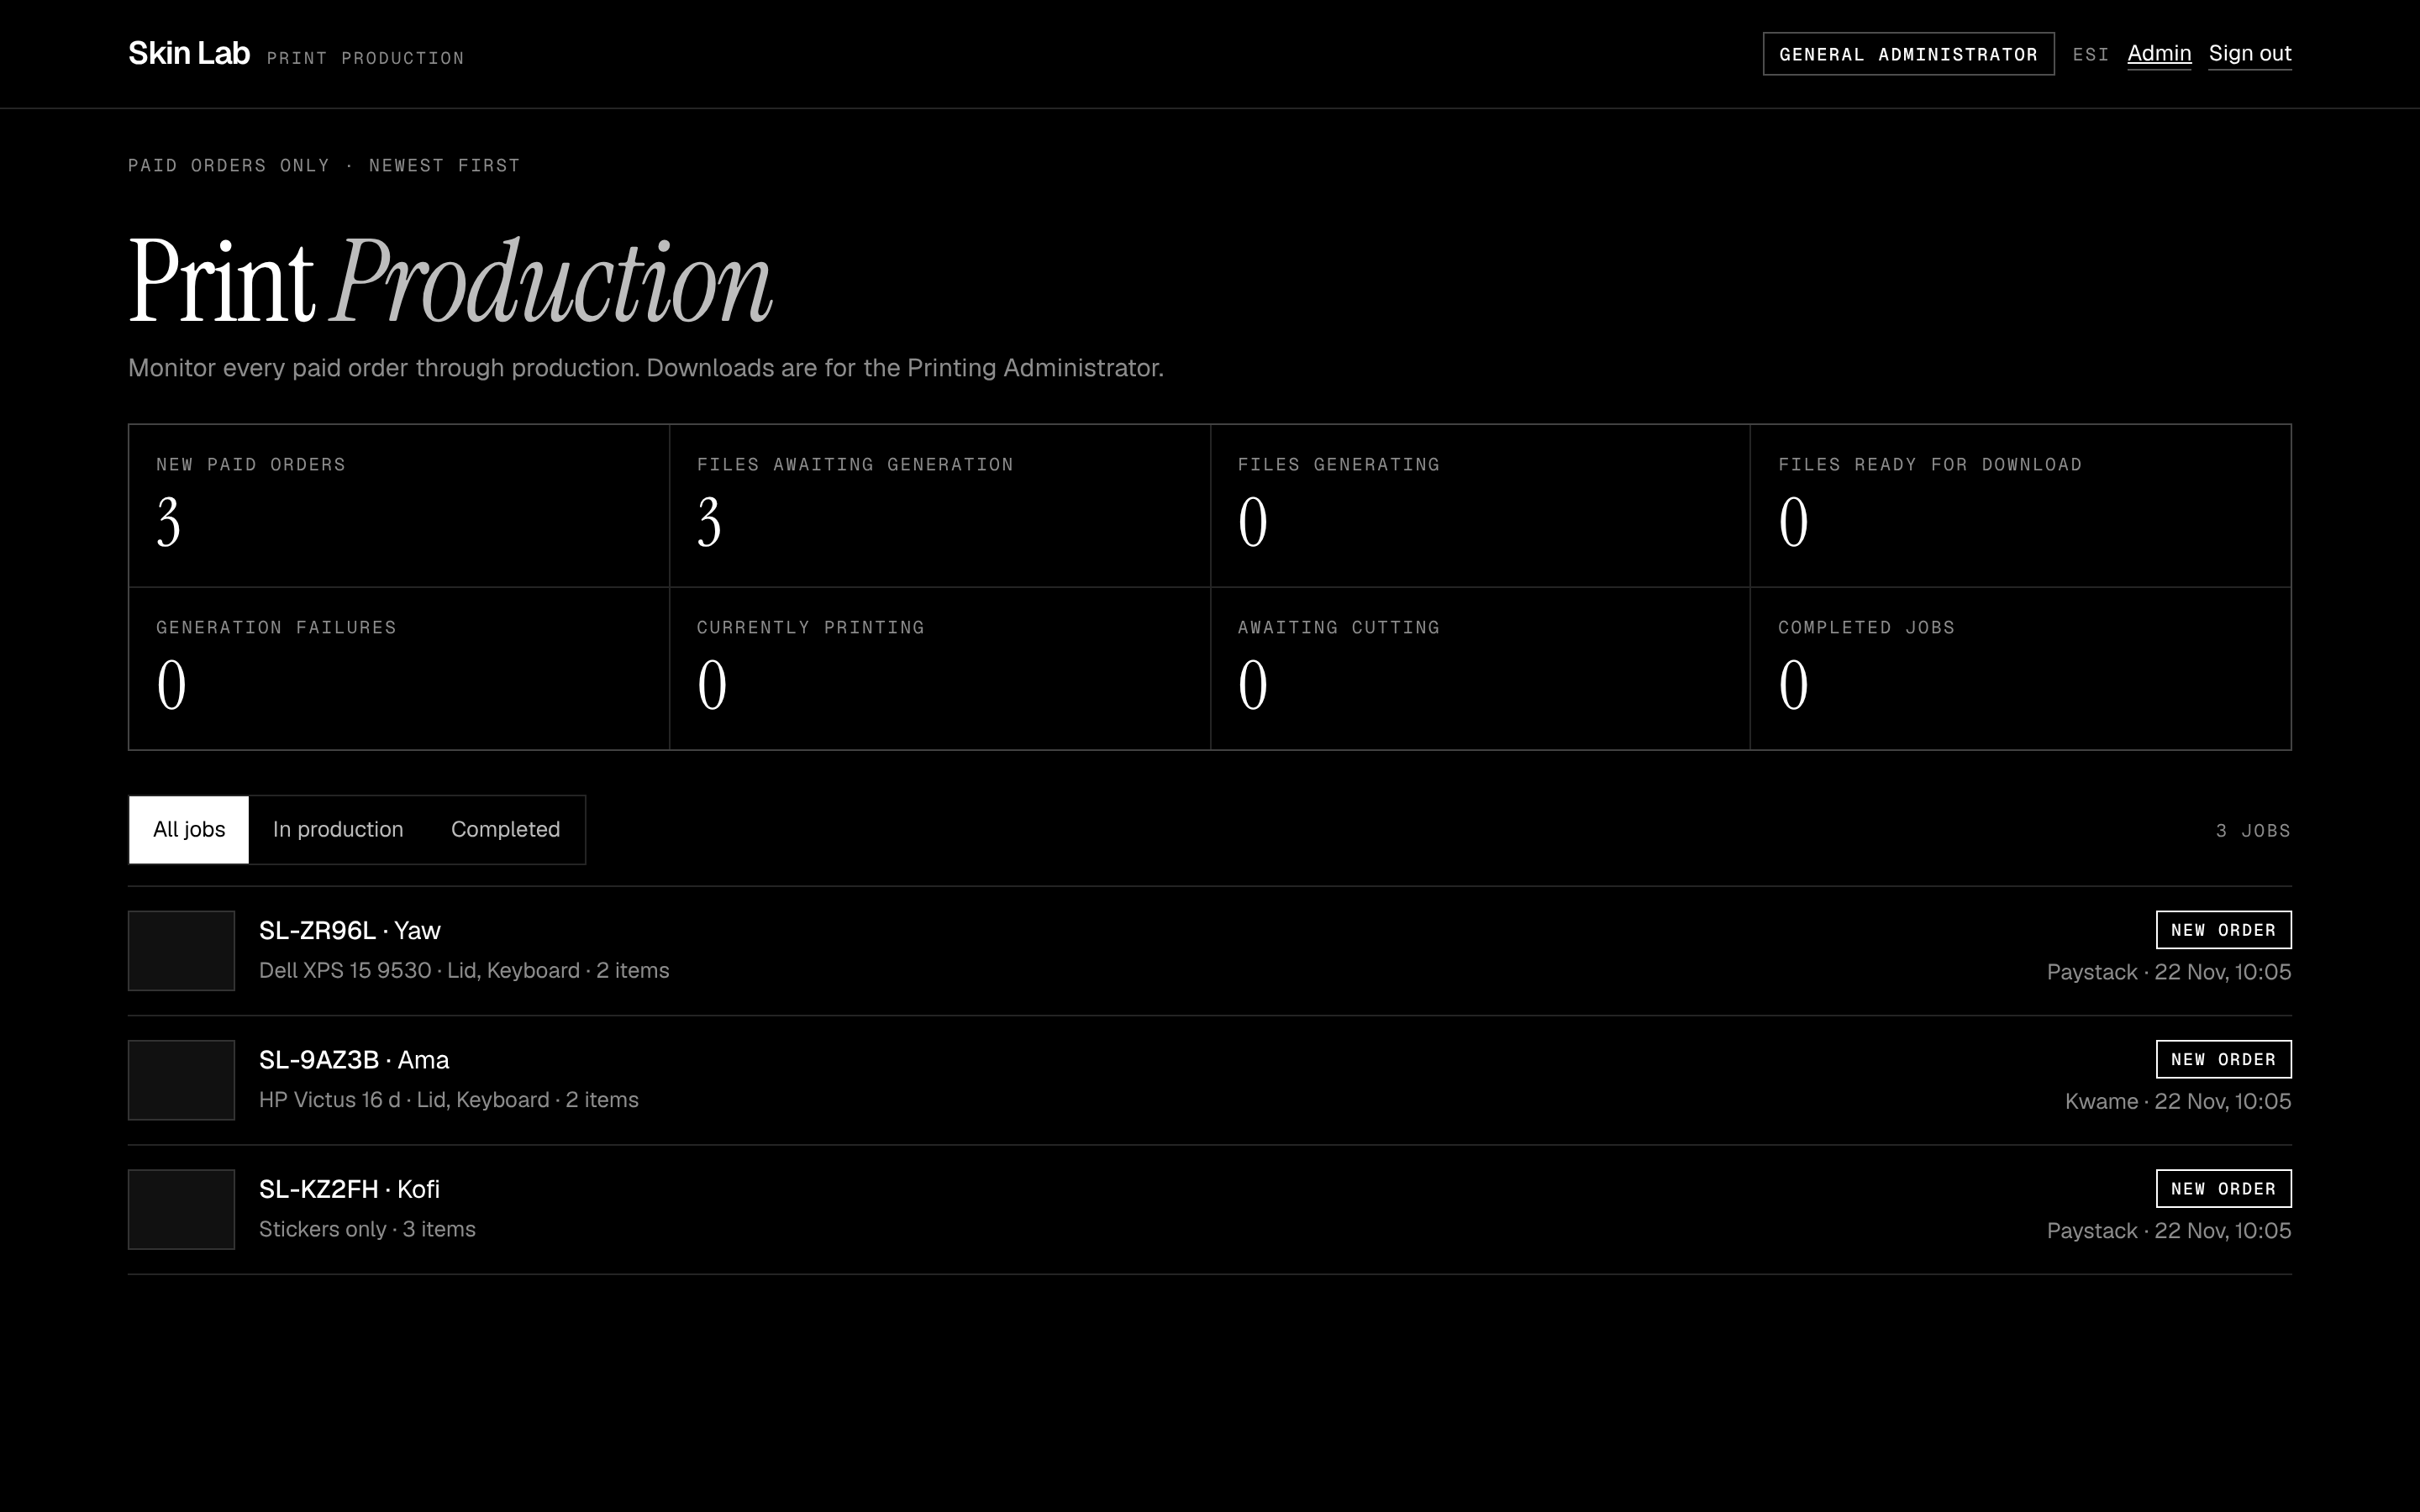 Skin Lab PRINT PRODUCTION
GENERAL ADMINISTRATOR ESI Admin Sign out
PAID ORDERS ONLY · NEWEST FIRST
Print Production
Monitor every paid order through production. Downloads are for the Printing Administrator.
NEW PAID ORDERS
3
FILES AWAITING GENERATION
3
FILES GENERATING
0
FILES READY FOR DOWNLOAD
0
GENERATION FAILURES
0
CURRENTLY PRINTING
0
AWAITING CUTTING
0
COMPLETED JOBS
0
All jobs In production Completed
3 JOBS
SL-ZR96L · Yaw
Dell XPS 15 9530 · Lid, Keyboard · 2 items
NEW ORDER
Paystack · 22 Nov, 10:05
SL-9AZ3B · Ama
HP Victus 16 d · Lid, Keyboard · 2 items
NEW ORDER
Kwame · 22 Nov, 10:05
SL-KZ2FH · Kofi
Stickers only · 3 items
NEW ORDER
Paystack · 22 Nov, 10:05